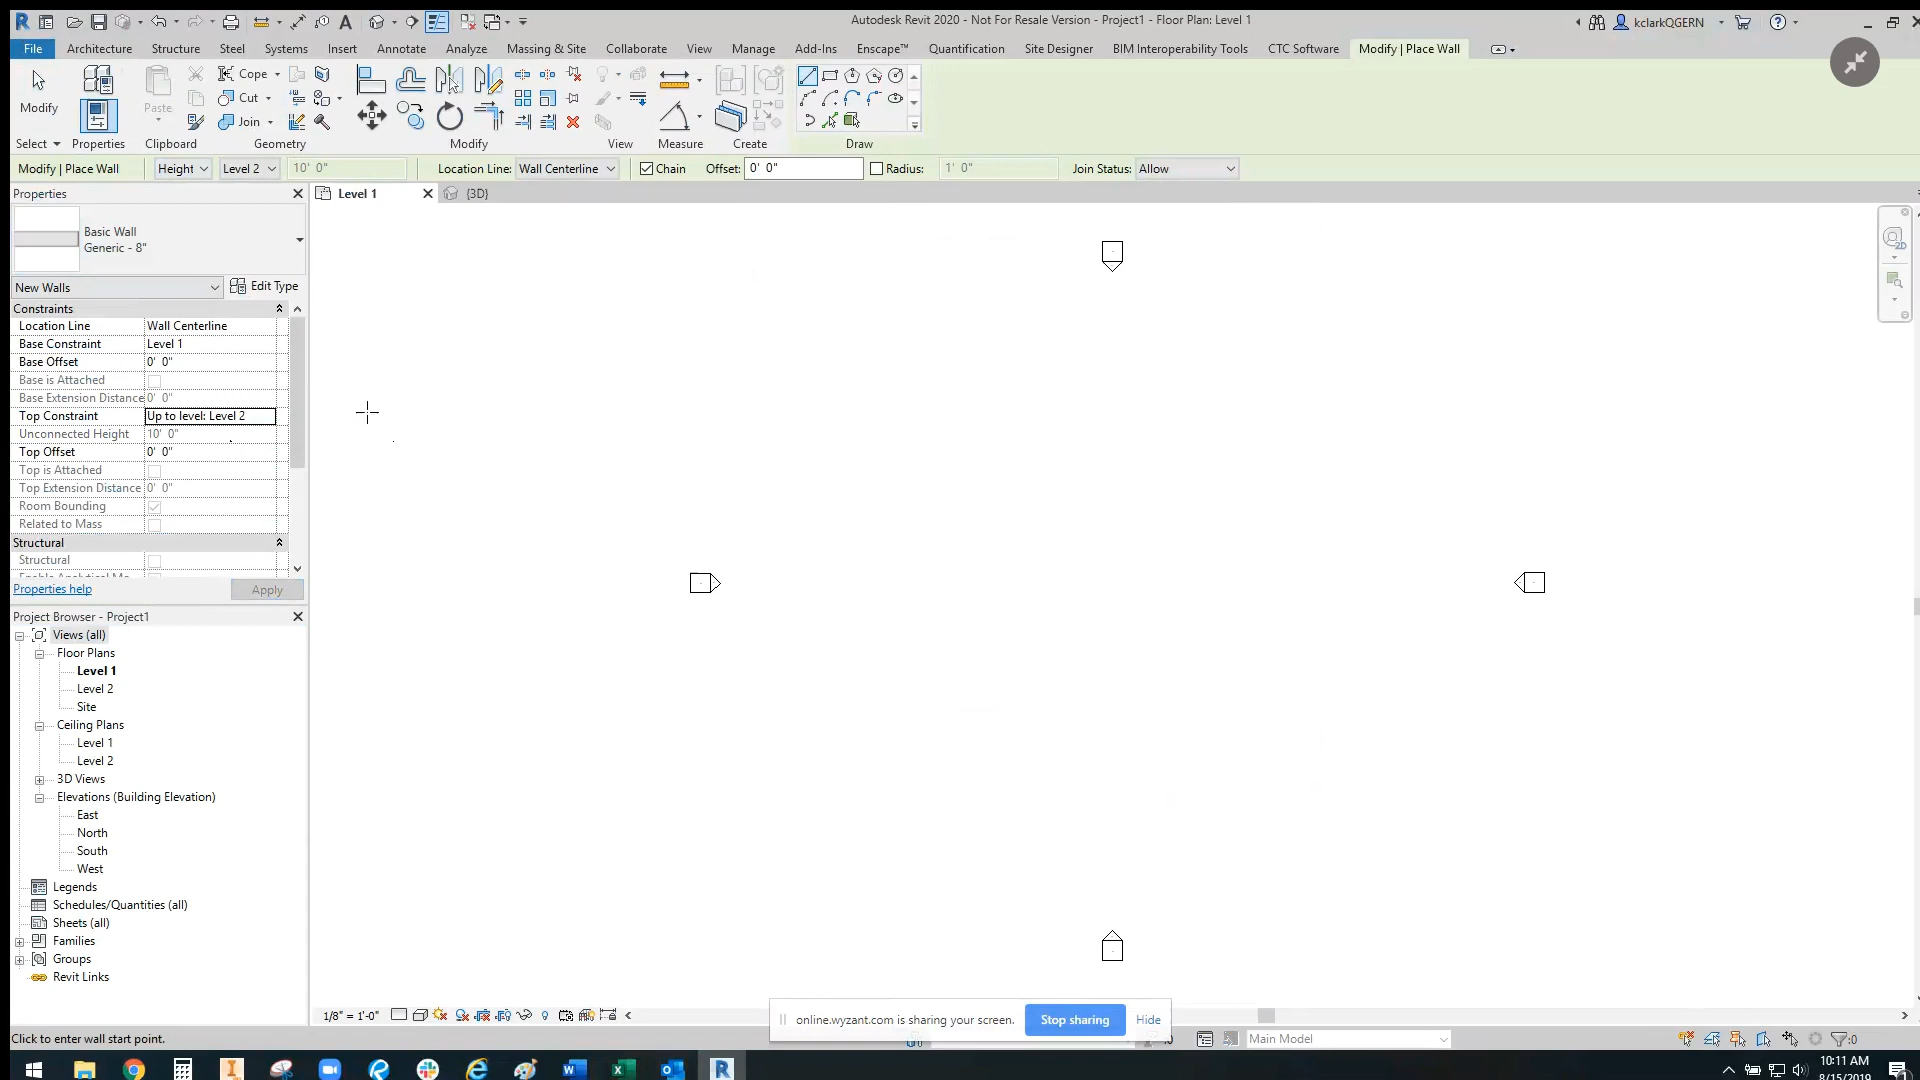 Autodesk Revit 2020 - Not For Resale Version - Project1 - Floor Plan: Level 1
kclarkQGERN
File Architecture Structure Steel Systems Insert Annotate Analyze Massing & Site Collaborate View Manage Add-Ins Enscape™ Quantification Site Designer BIM Interoperability Tools CTC Software Modify | Place Wall
Cope
Modify Paste Cut
Join
Select Properties Clipboard Geometry Modify View Measure Create Draw
Modify | Place Wall Height Level 2 10' 0" Location Line: Wall Centerline Chain Offset: 0' 0" Radius: 1' 0" Join Status: Allow
Properties
Level 1 {3D}
Basic Wall
Generic - 8"
New Walls Edit Type
Constraints
Location Line Wall Centerline
Base Constraint Level 1
Base Offset 0' 0"
Base is Attached
Base Extension Distance 0' 0"
Top Constraint Up to level: Level 2
Unconnected Height 10' 0"
Top Offset 0' 0"
Top is Attached
Top Extension Distance 0' 0"
Room Bounding
Related to Mass
Structural
Structural
Properties help Apply
Project Browser - Project1
Views (all)
Floor Plans
Level 1
Level 2
Site
Ceiling Plans
Level 1
Level 2
3D Views
Elevations (Building Elevation)
East
North
South
West
Legends
Schedules/Quantities (all)
Sheets (all)
Families
Groups
Revit Links
1/8" = 1'-0"
online.wyzant.com is sharing your screen. Stop sharing Hide
Click to enter wall start point.
Main Model
:0
10:11 AM
8/15/2019